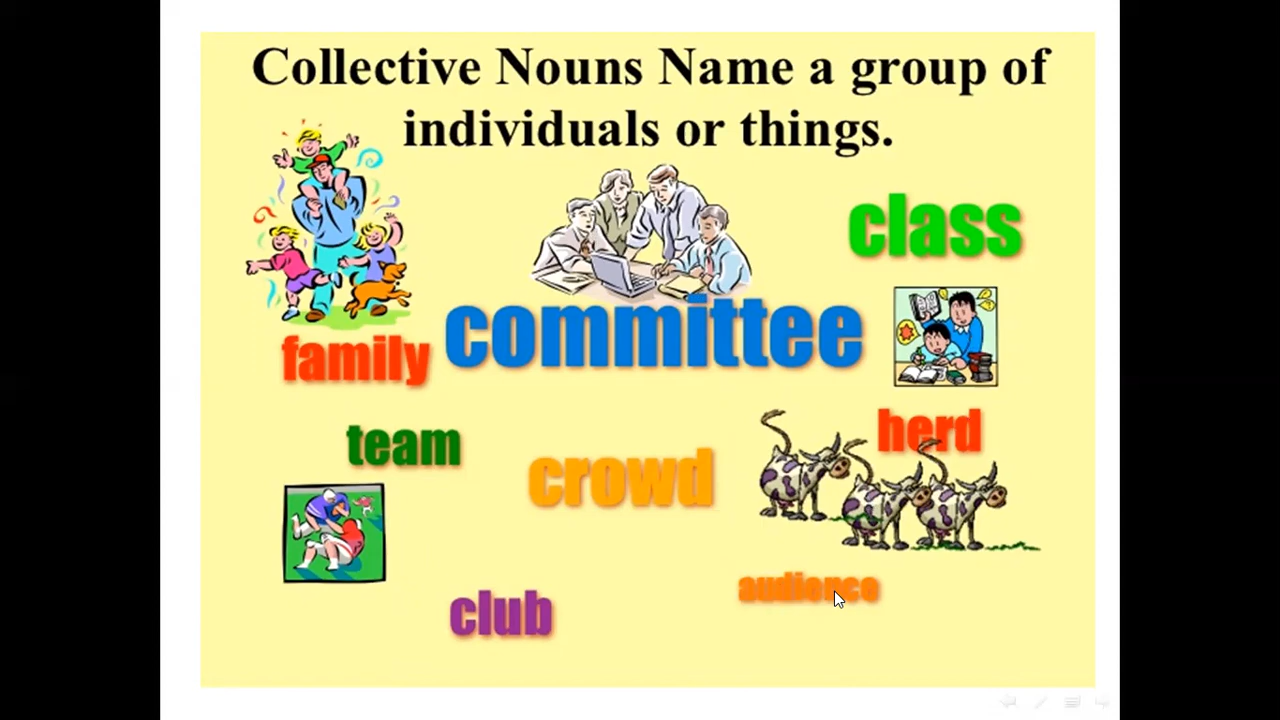 Collective Nouns Name a group of
individuals or things.
class
committee
family
herd
team
crowd
audience
club